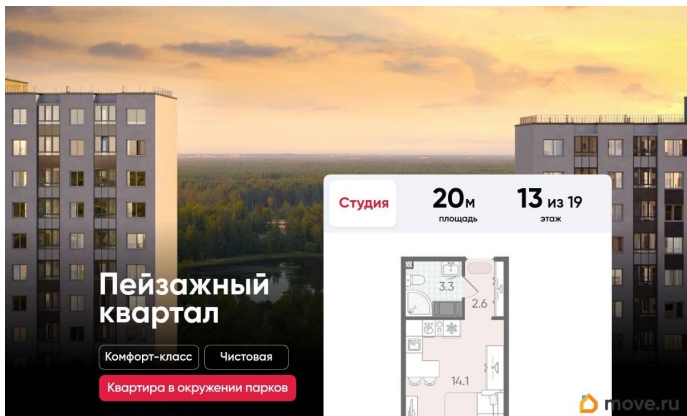 Студия
20м
площадь
13 из 19
этаж
Пейзажный
квартал
Комфорт-класс
Чистовая
Квартира в окружении парков
3.3
2.6
14.1
move.ru